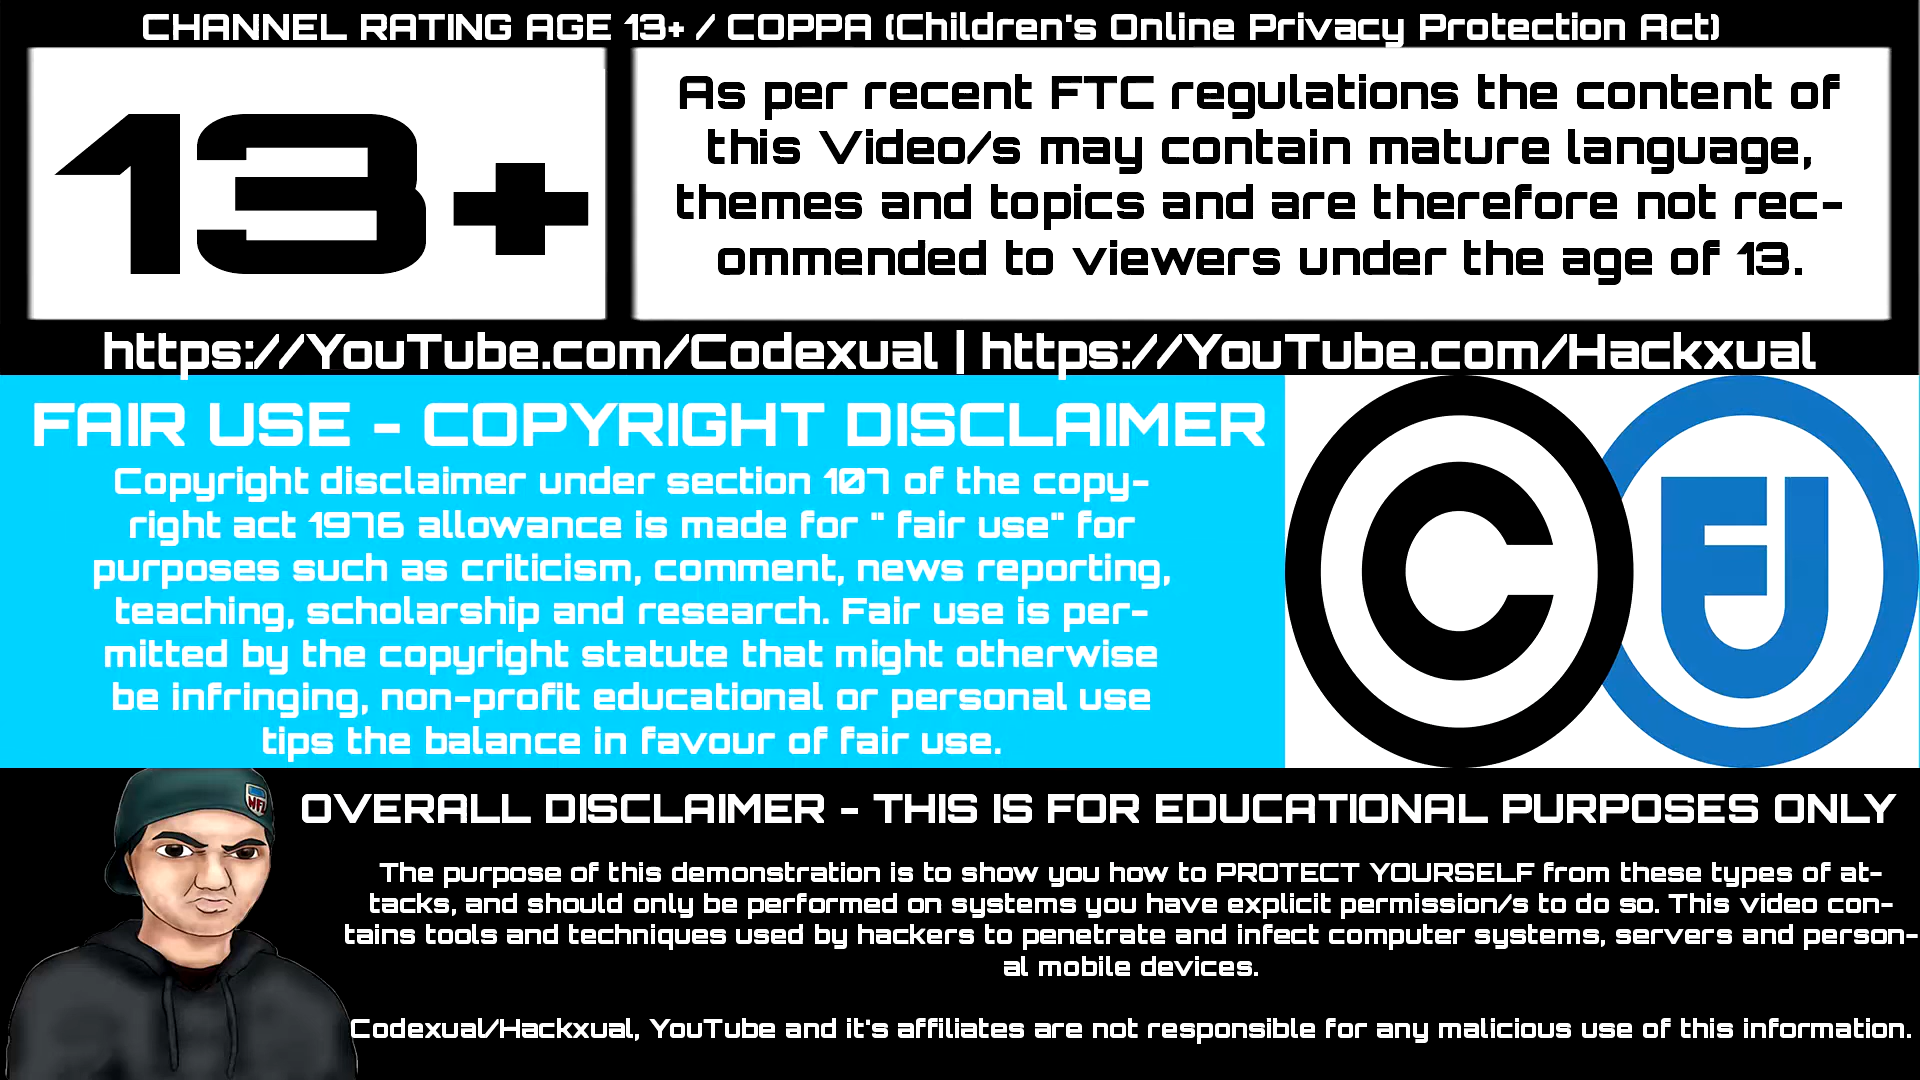 CHANNEL RATING AGE 13+ / COPPA (Children's Online Privacy Protection Act)
13+
As per recent FTC regulations the content of
this Video/s may contain mature language,
themes and topics and are therefore not rec-
ommended to viewers under the age of 13.
https://YouTube.com/Codexual | https://YouTube.com/Hackxual
FAIR USE - COPYRIGHT DISCLAIMER
Copyright disclaimer under section 107 of the copy-
right act 1976 allowance is made for " fair use" for
purposes such as criticism, comment, news reporting,
teaching, scholarship and research. Fair use is per-
mitted by the copyright statute that might otherwise
be infringing, non-profit educational or personal use
tips the balance in favour of fair use.
C
FU
NFL
OVERALL DISCLAIMER - THIS IS FOR EDUCATIONAL PURPOSES ONLY
The purpose of this demonstration is to show you how to PROTECT YOURSELF from these types of at-
tacks, and should only be performed on systems you have explicit permission/s to do so. This video con-
tains tools and techniques used by hackers to penetrate and infect computer systems, servers and person-
al mobile devices.
Codexual/Hackxual, YouTube and it's affiliates are not responsible for any malicious use of this information.